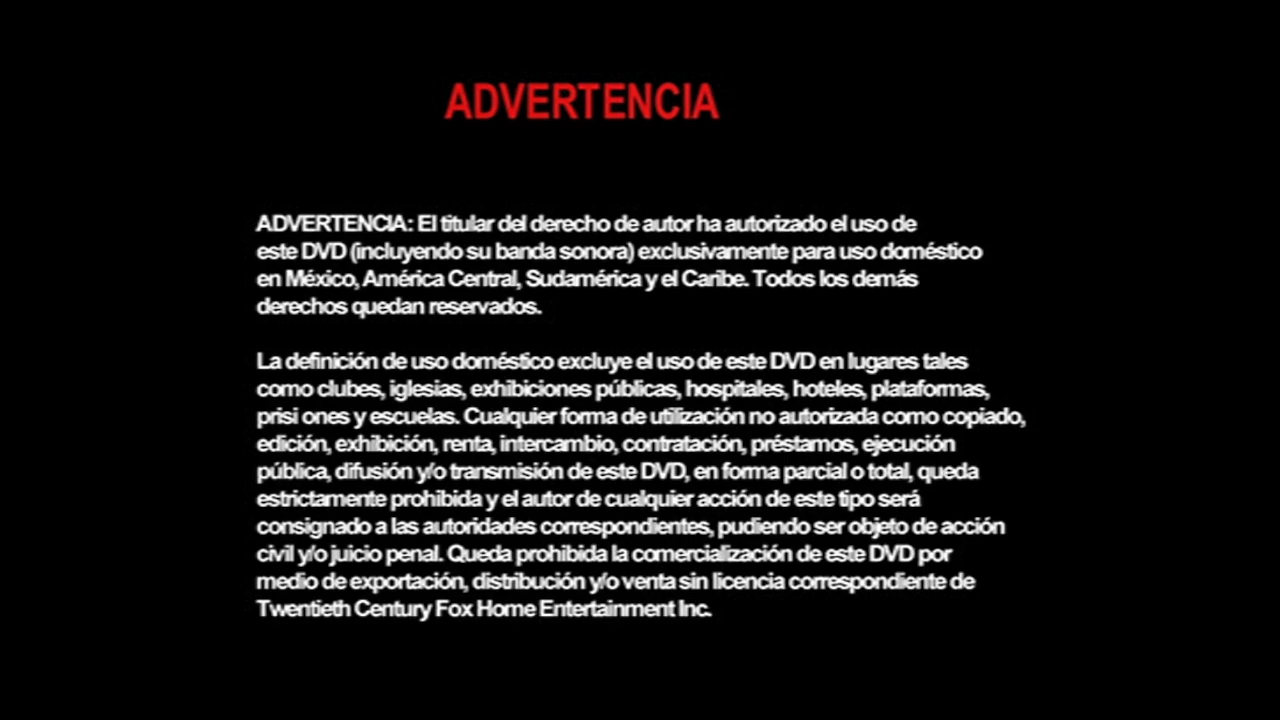 ADVERTENCIA
ADVERTENCIA: El titular del derecho de autor ha autorizado el uso de
este DVD (incluyendo su banda sonora) exclusivamente para uso doméstico
en México, América Central, Sudamérica y el Caribe. Todos los demás
derechos quedan reservados.
La definición de uso doméstico excluye el uso de este DVD en lugares tales
como clubes, iglesias, exhibiciones públicas, hospitales, hoteles, plataformas,
prisi ones y escuelas. Cualquier forma de utilización no autorizada como copiado,
edición, exhibición, renta, intercambio, contratación, préstamos, ejecución
pública, difusión y/o transmisión de este DVD, en forma parcial o total, queda
estrictamente prohibida y el autor de cualquier acción de este tipo será
consignado a las autoridades correspondientes, pudiendo ser objeto de acción
civil y/o juicio penal. Queda prohibida la comercialización de este DVD por
medio de exportación, distribución y/o venta sin licencia correspondiente de
Twentieth Century Fox Home Entertainment Inc.